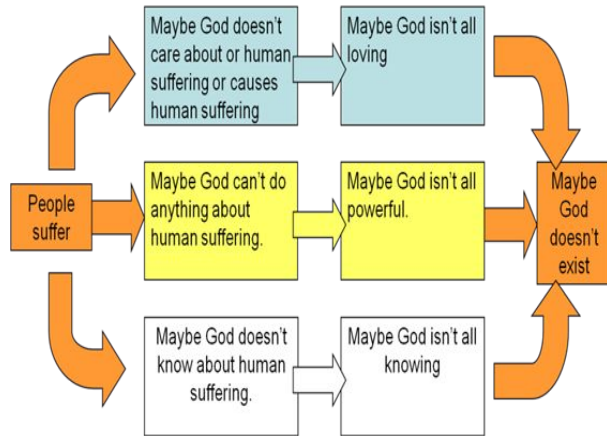 People
suffer
Maybe God doesn't
care about or human
suffering or causes
human suffering
Maybe God isn't all
loving
Maybe God can't do
anything about
human suffering.
Maybe God isn't all
powerful.
Maybe God doesn't
know about human
suffering.
Maybe God isn't all
knowing
Maybe
God
doesn't
exist